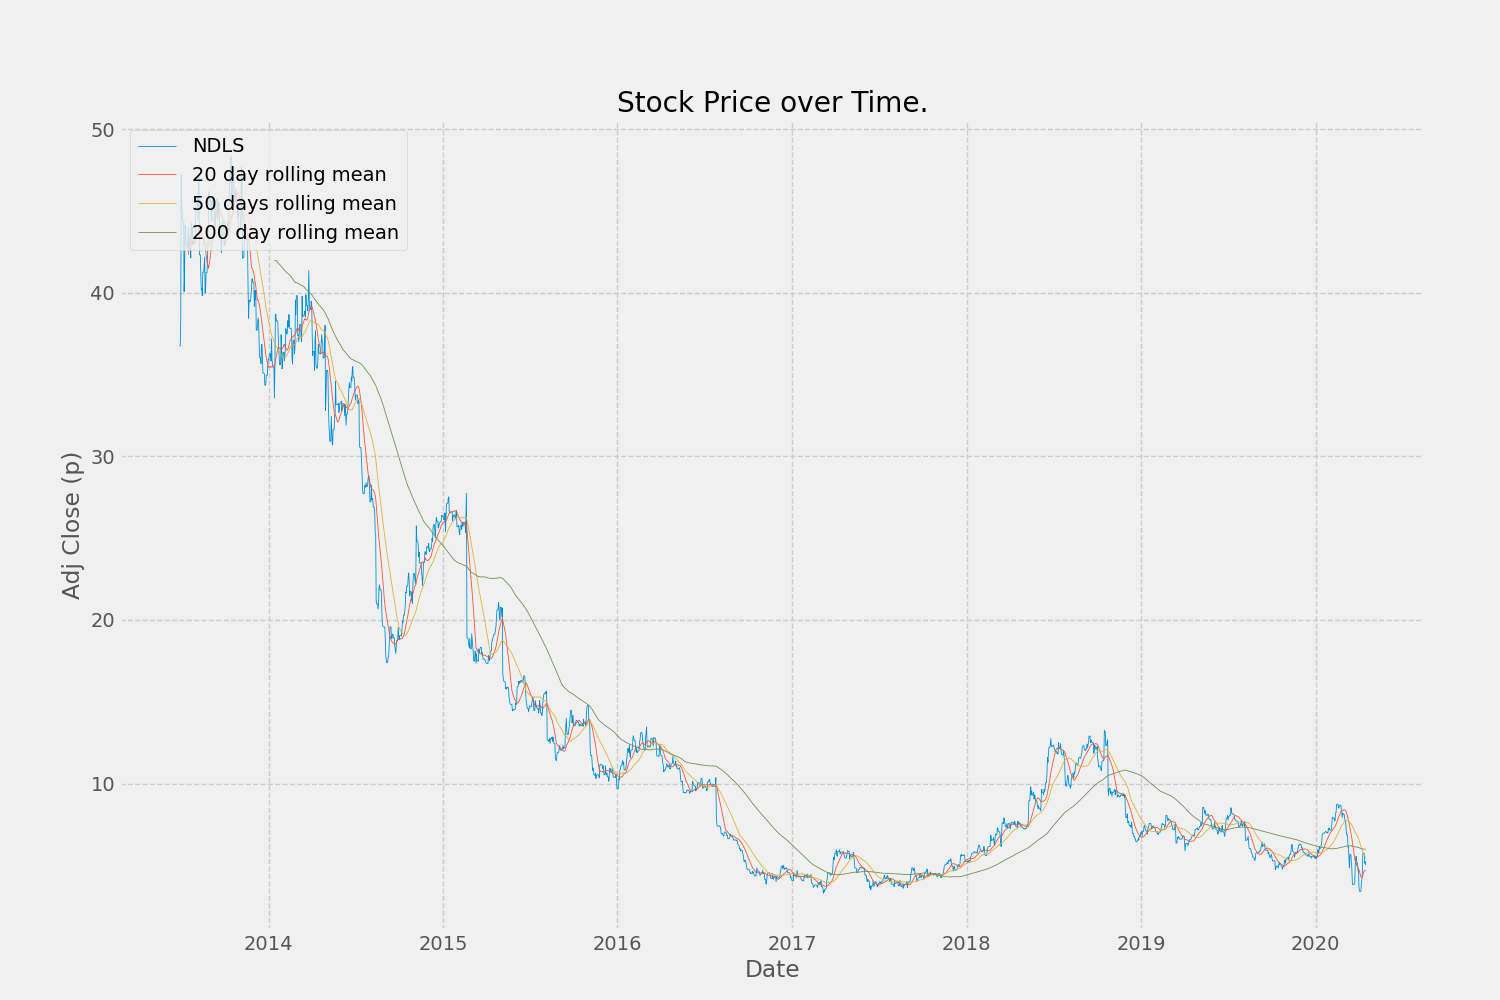 Stock Price over Time.
50
40
30
20
10
Adj Close (p)
NDLS
20 day rolling mean
50 days rolling mean
200 day rolling mean
2014 2015 2016 2017 2018 2019 2020
Date